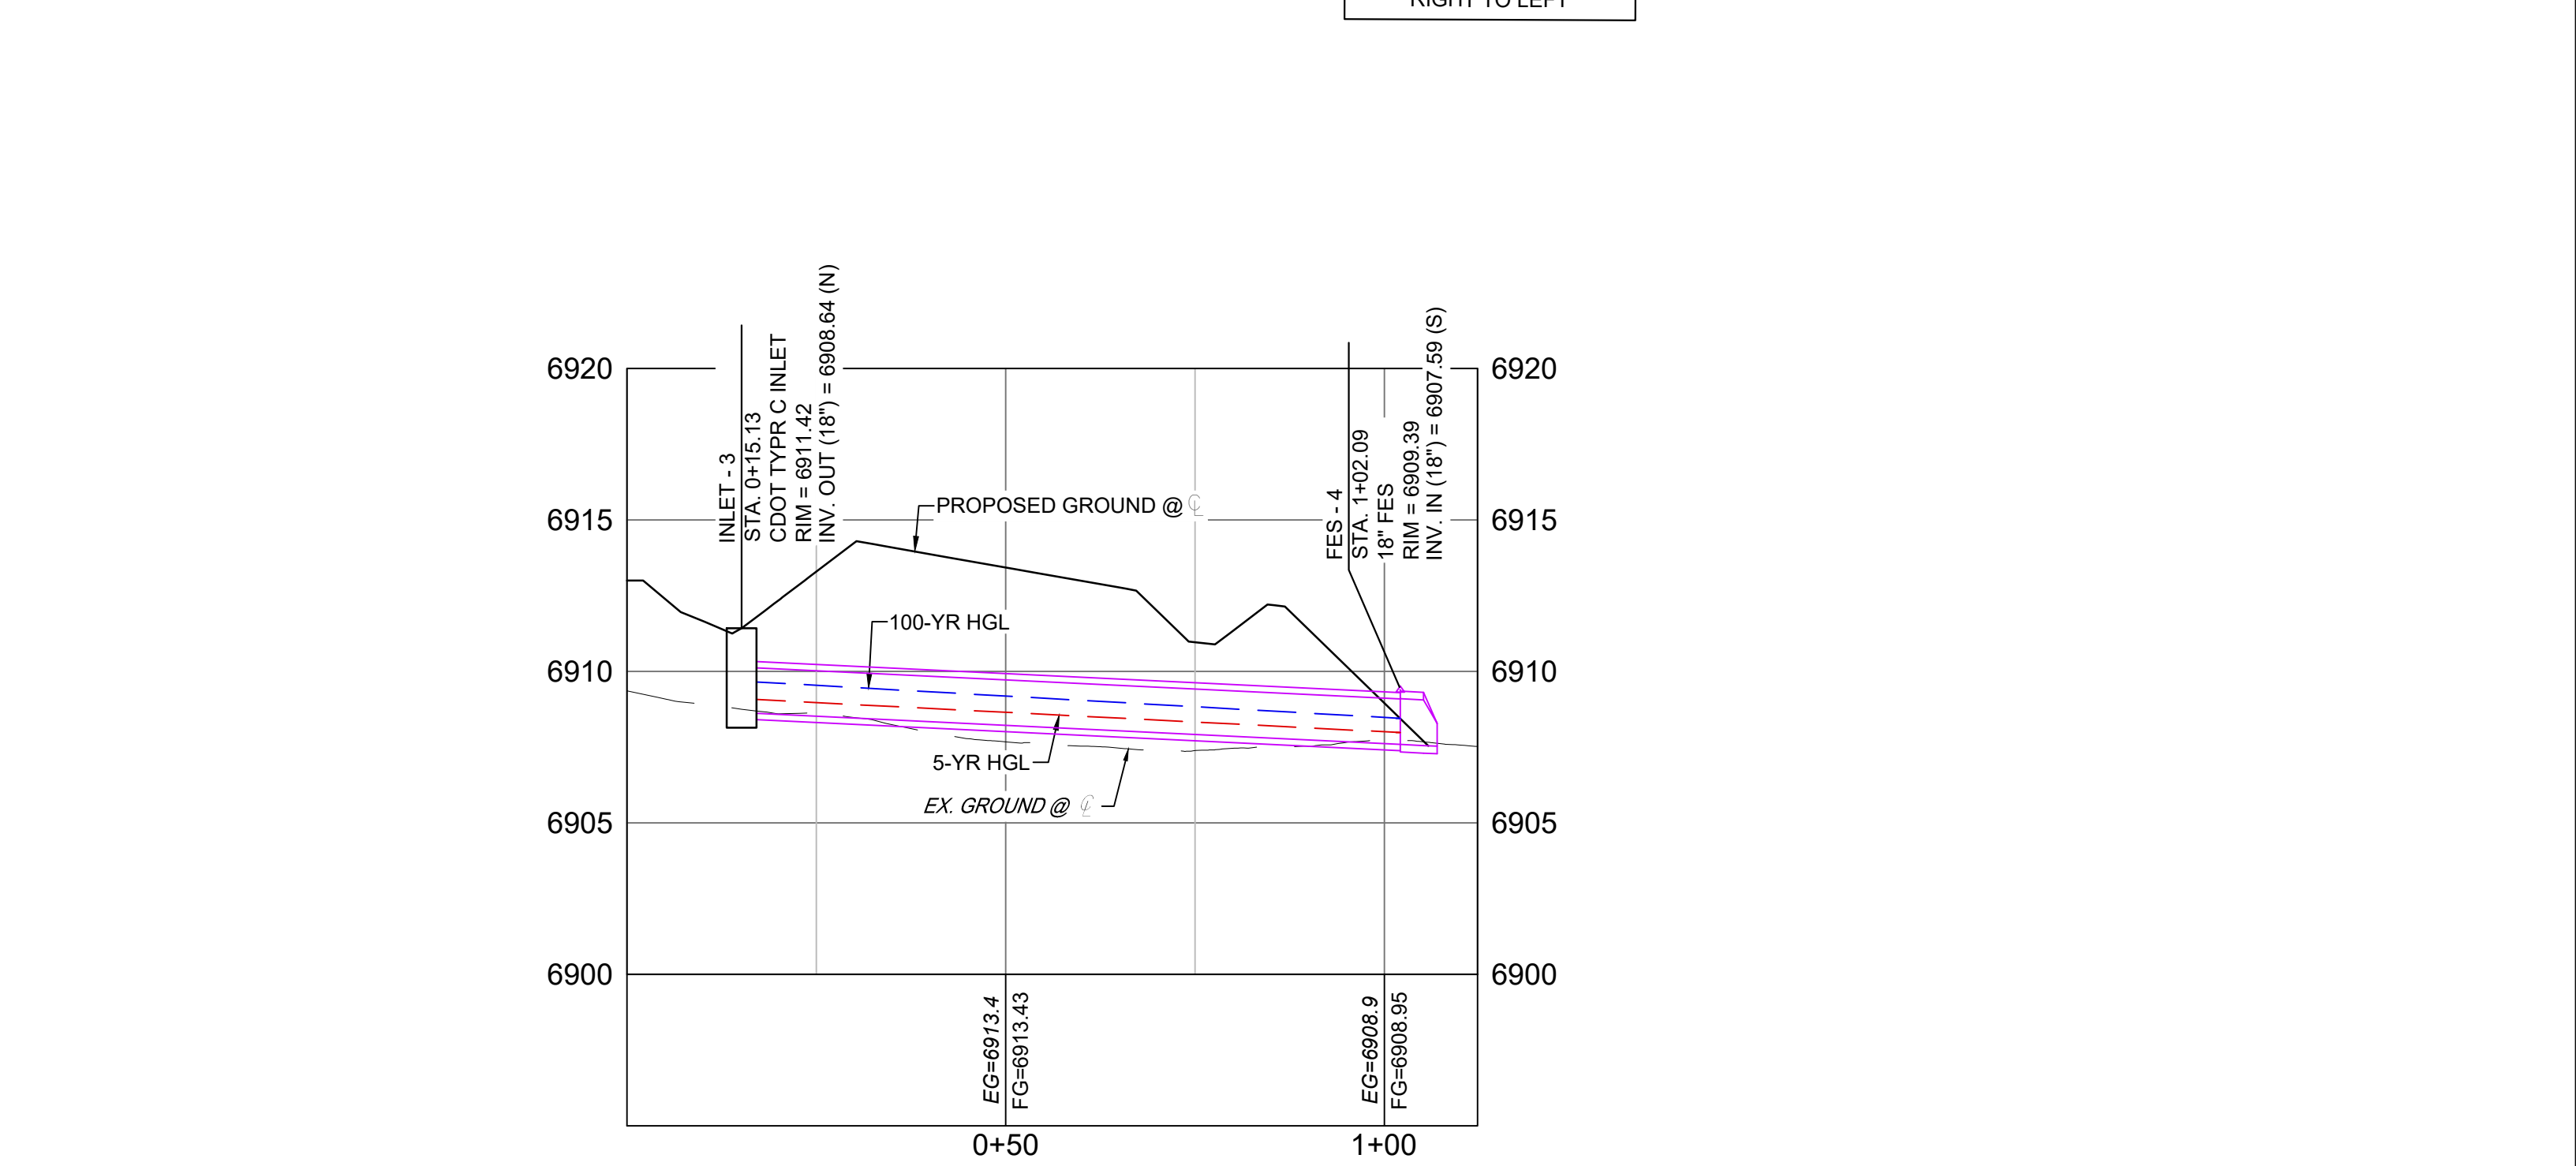 RIGHT TO LEFT
INLET - 3
STA. 0+15.13
CDOT TYPR C INLET
RIM = 6911.42
INV. OUT (18") = 6908.64 (N)
FES - 4
STA. 1+02.09
18" FES
RIM = 6909.39
INV. IN (18") = 6907.59 (S)
6920
6920
PROPOSED GROUND @ ℄
6915
6915
100-YR HGL
6910
6910
5-YR HGL
EX. GROUND @ ℄
6905
6905
6900
6900
EG=6913.4
FG=6913.43
EG=6908.9
FG=6908.95
0+50
1+00